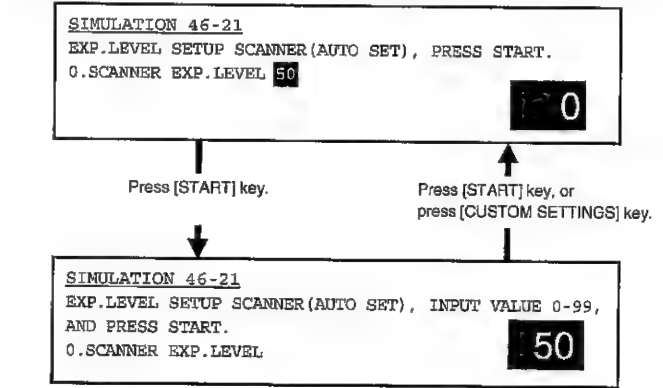 SIMULATION 46-21
EXP.LEVEL SETUP SCANNER(AUTO SET), PRESS START.
0.SCANNER EXP.LEVEL 50
0
Press [START] key.
Press [START] key, or
press [CUSTOM SETTINGS] key.
SIMULATION 46-21
EXP.LEVEL SETUP SCANNER(AUTO SET), INPUT VALUE 0-99,
AND PRESS START.
0.SCANNER EXP.LEVEL
50